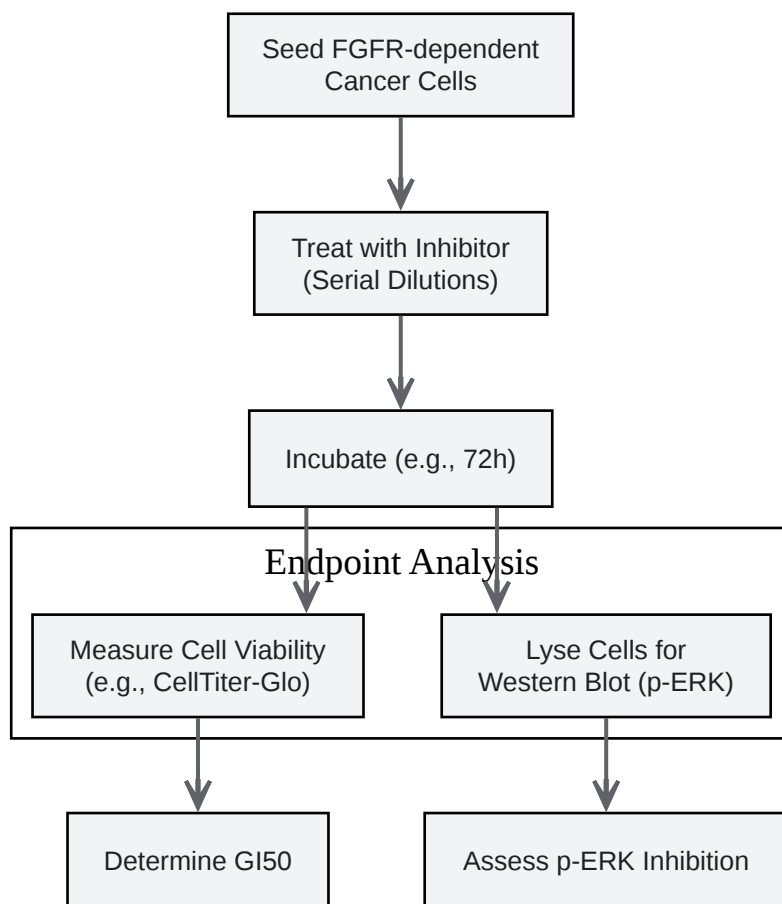 Seed FGFR-dependent
Cancer Cells
Treat with Inhibitor
(Serial Dilutions)
Incubate (e.g., 72h)
Endpoint Analysis
Measure Cell Viability
(e.g., CellTiter-Glo)
Lyse Cells for
Western Blot (p-ERK)
Determine GI50
Assess p-ERK Inhibition